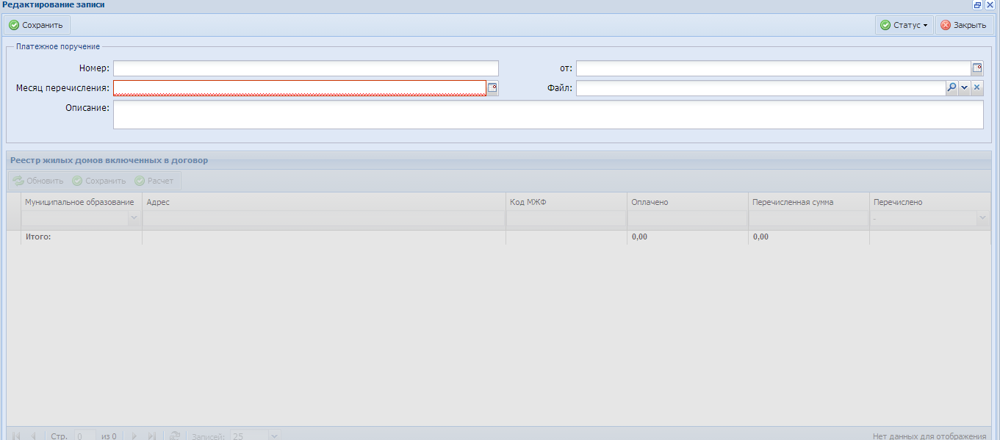 Редактирование записи
Сохранить Статус Закрыть
Платежное поручение
Номер: от:
Месяц перечисления: Файл:
Описание:
Реестр жилых домов включенных в договор
Обновить Сохранить Расчет
Муниципальное образование Адрес Код МЖФ Оплачено Перечисленная сумма Перечислено
-
Итого: 0,00 0,00
Стр. 0 из 0 Записей: 25 Нет данных для отображения